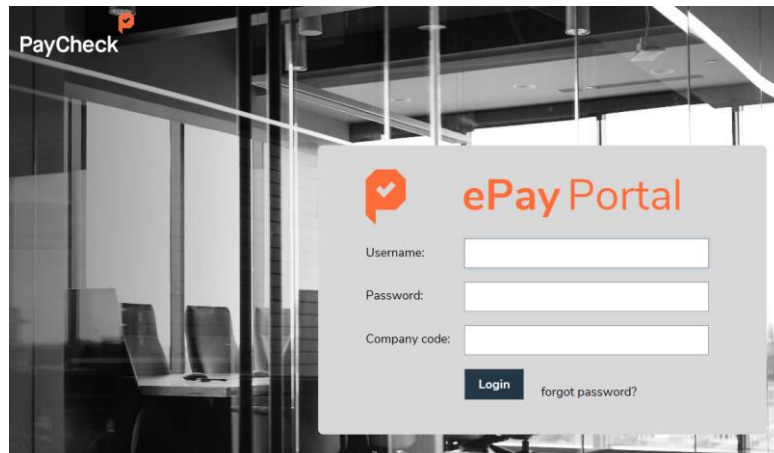 PayCheck
ePay Portal
Username:
Password:
Company code:
Login forgot password?